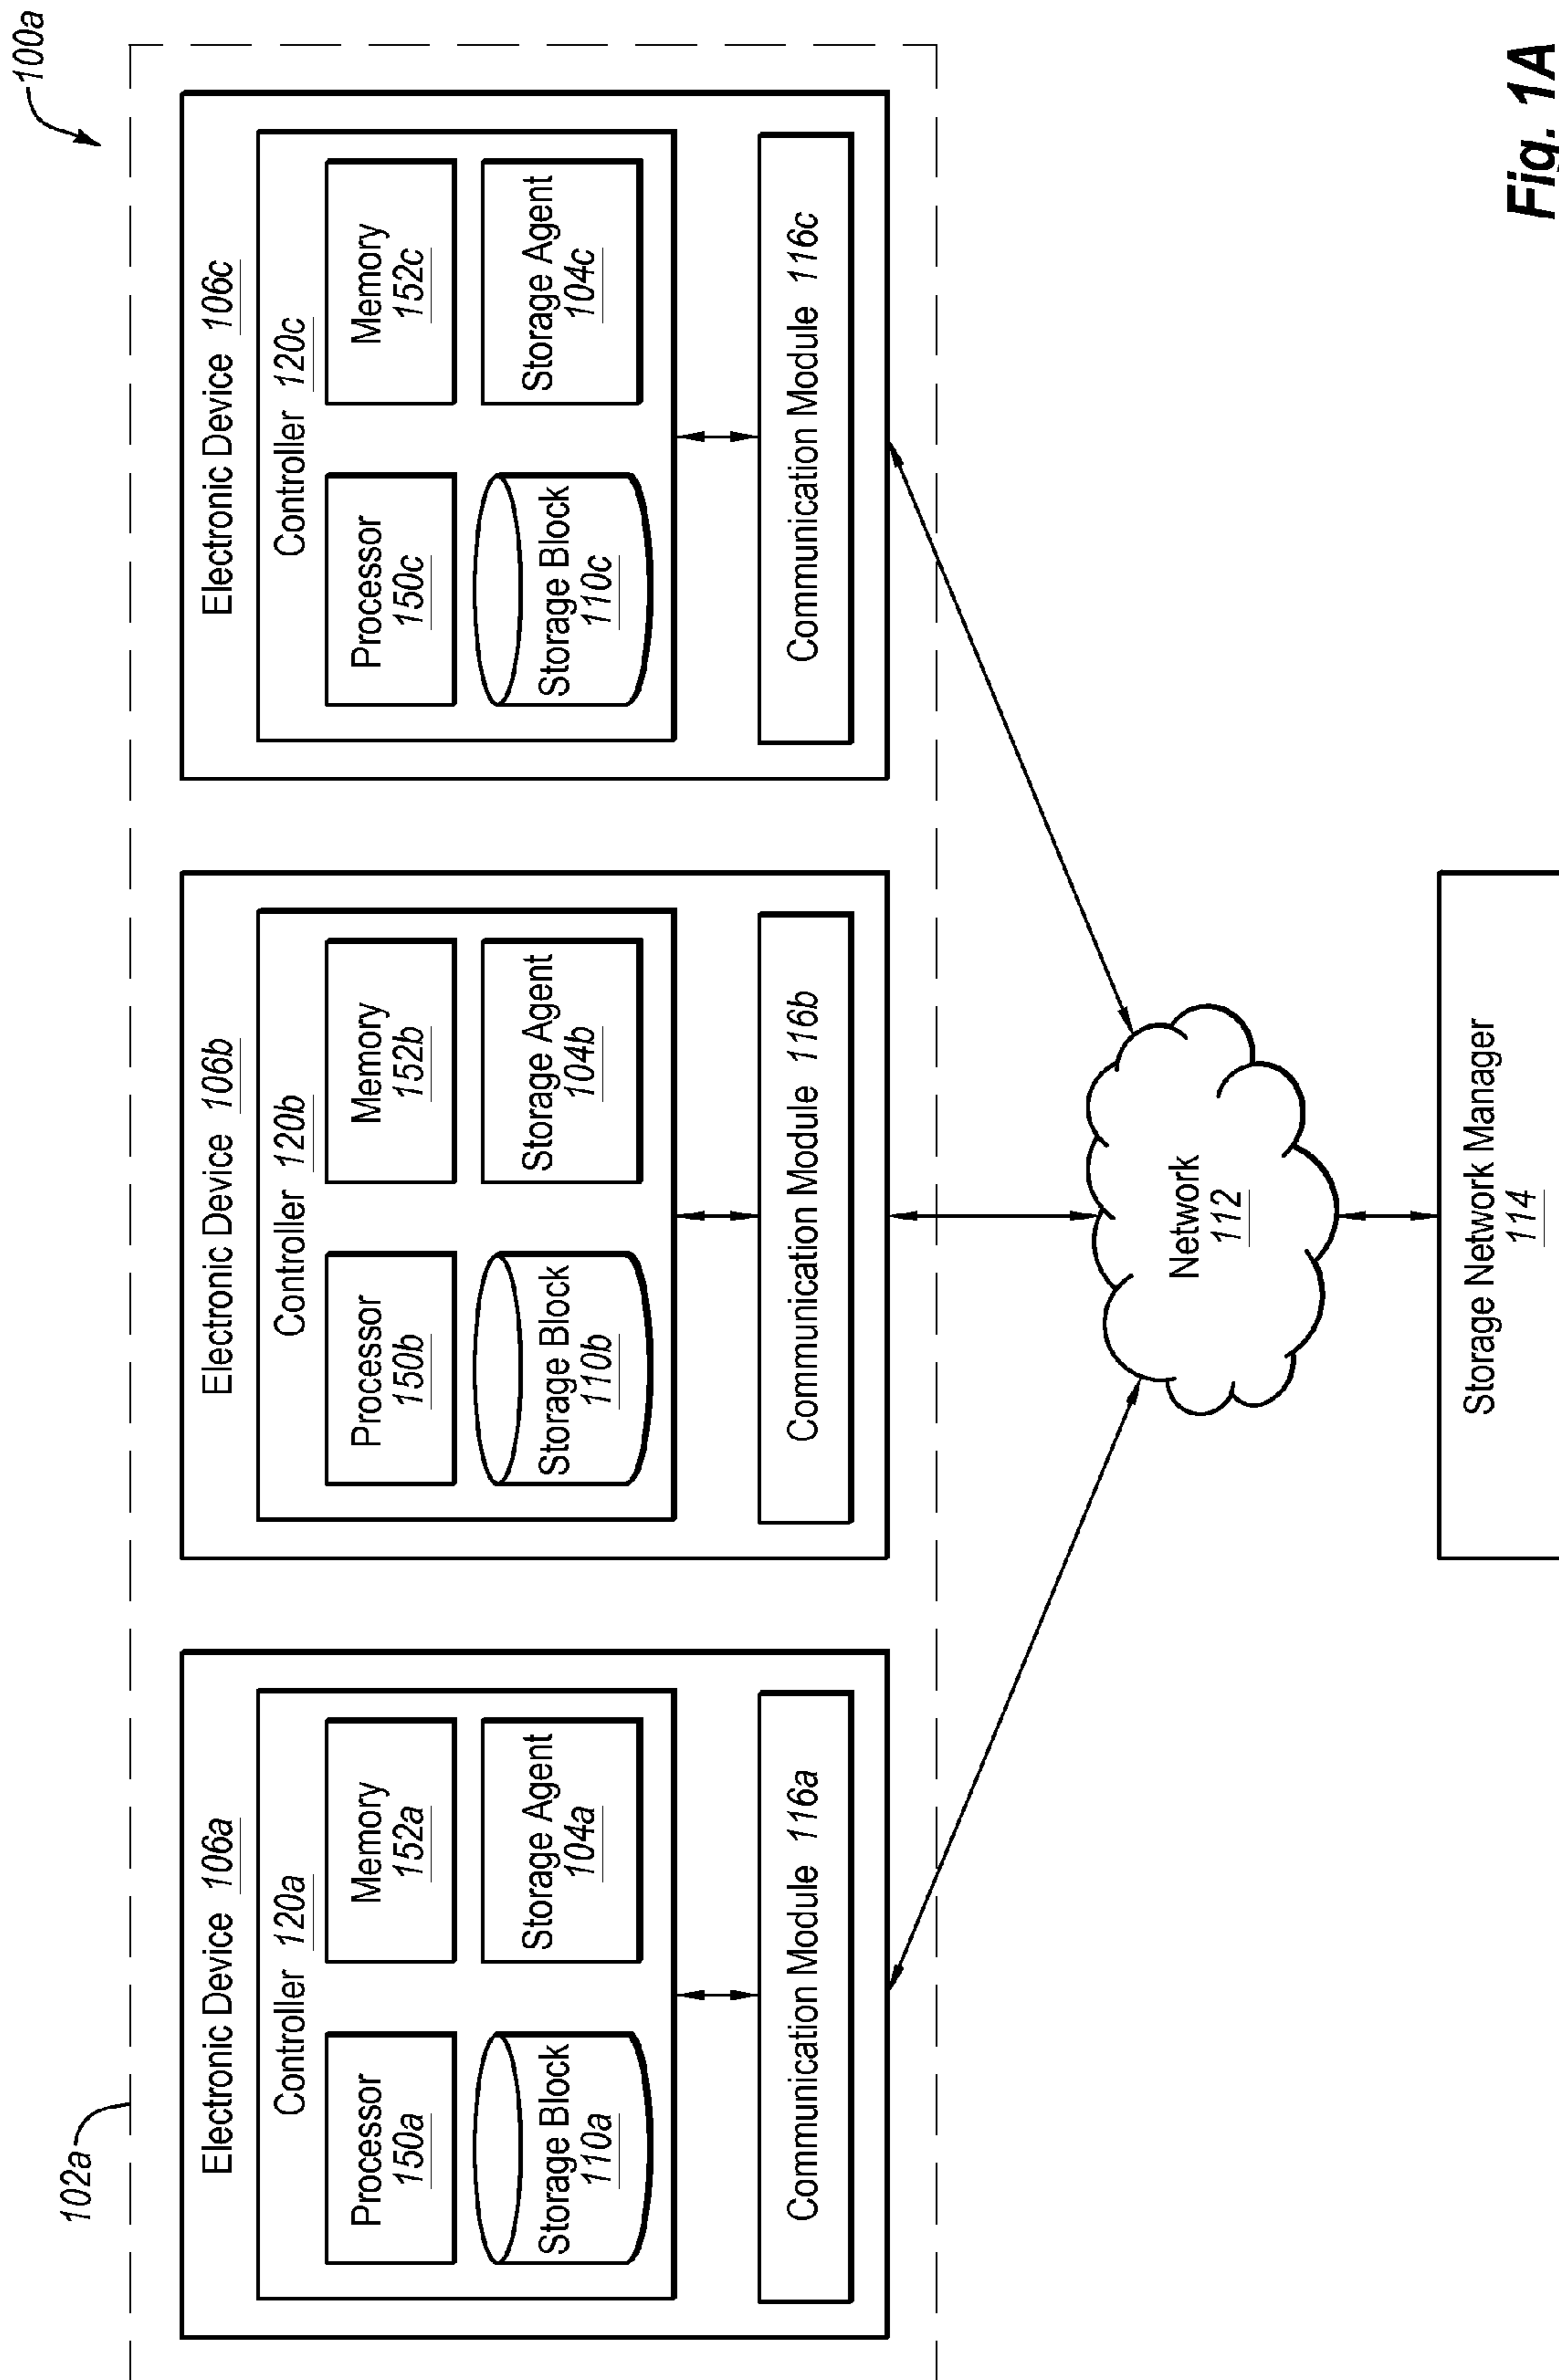 100a
102a
Electronic Device 106a
Controller 120a
Processor
150a
Memory
152a
Storage Block
110a
Storage Agent
104a
Communication Module 116a
Electronic Device 106b
Controller 120b
Processor
150b
Memory
152b
Storage Block
110b
Storage Agent
104b
Communication Module 116b
Electronic Device 106c
Controller 120c
Processor
150c
Memory
152c
Storage Block
110c
Storage Agent
104c
Communication Module 116c
Network
112
Storage Network Manager
114
Fig. 1A